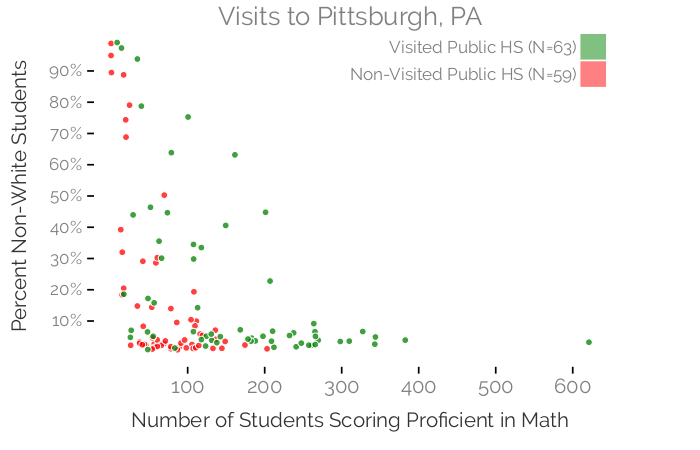 Visits to Pittsburgh, PA
Visited Public HS (N=63)
Non-Visited Public HS (N=59)
Percent Non-White Students
90%
80%
70%
60%
50%
40%
30%
20%
10%
100 200 300 400 500 600
Number of Students Scoring Proficient in Math